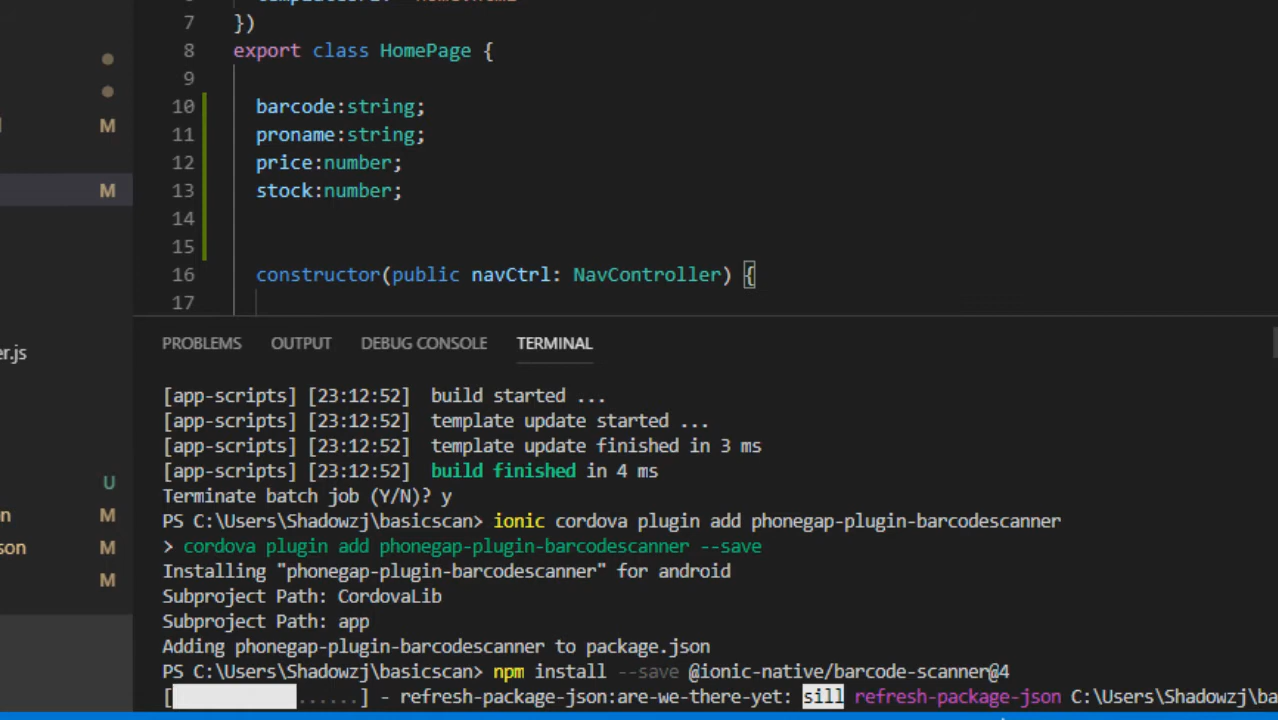 7 })
8 export class HomePage {
9
10 barcode:string;
11 proname:string;
12 price:number;
13 stock:number;
14
15
16 constructor(public navCtrl: NavController) {
17
M
M
er.js
U
n M
son M
M
PROBLEMS OUTPUT DEBUG CONSOLE TERMINAL
[app-scripts] [23:12:52] build started ...
[app-scripts] [23:12:52] template update started ...
[app-scripts] [23:12:52] template update finished in 3 ms
[app-scripts] [23:12:52] build finished in 4 ms
Terminate batch job (Y/N)? y
PS C:\Users\Shadowzj\basicscan> ionic cordova plugin add phonegap-plugin-barcodescanner
> cordova plugin add phonegap-plugin-barcodescanner --save
Installing "phonegap-plugin-barcodescanner" for android
Subproject Path: CordovaLib
Subproject Path: app
Adding phonegap-plugin-barcodescanner to package.json
PS C:\Users\Shadowzj\basicscan> npm install --save @ionic-native/barcode-scanner@4
[ ......] - refresh-package-json:are-we-there-yet: sill refresh-package-json C:\Users\Shadowzj\ba